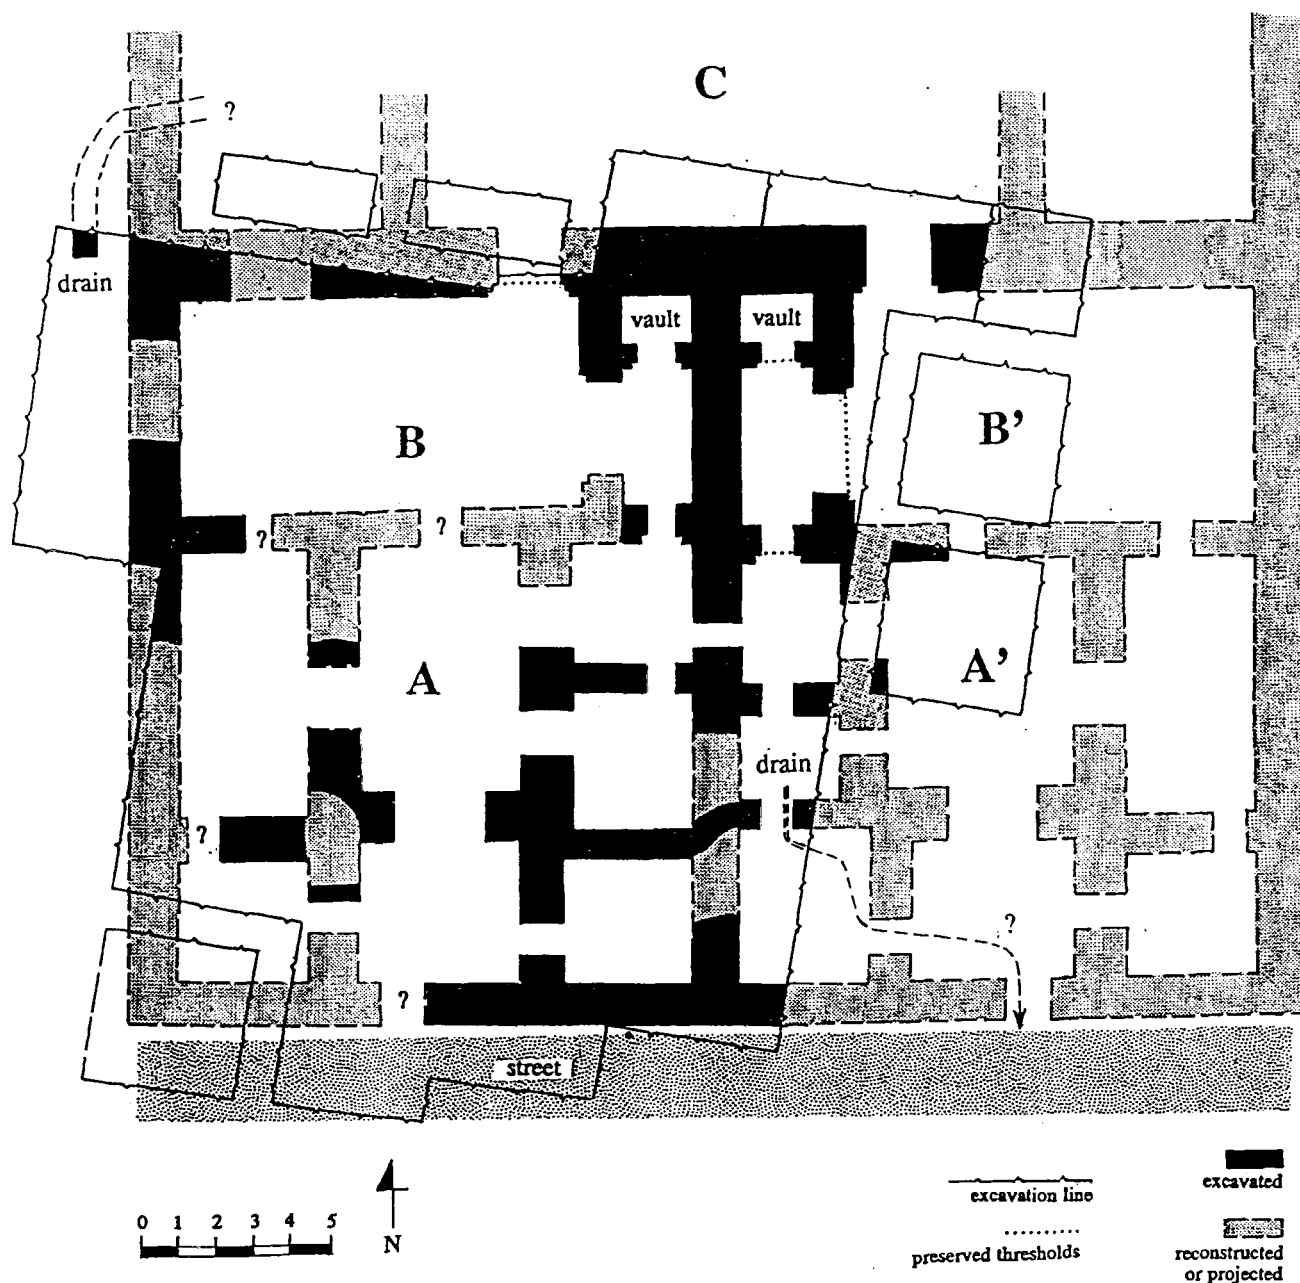 C
?
drain
vault
vault
B
B’
?
?
A
A’
drain
?
?
?
street
0 1 2 3 4 5
N
excavation line
preserved thresholds
excavated
reconstructed
or projected